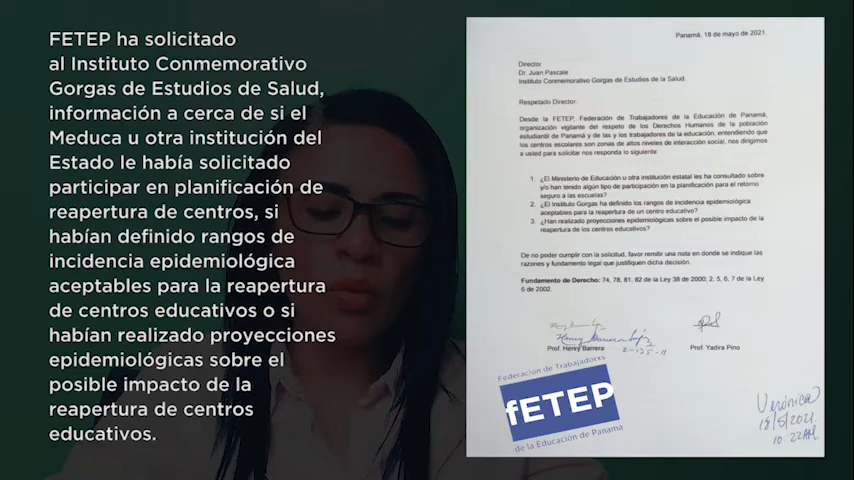 FETEP ha solicitado
al Instituto Conmemorativo
Gorgas de Estudios de Salud,
información a cerca de si el
Meduca u otra institución del
Estado le había solicitado
participar en planificación de
reapertura de centros, si
habían definido rangos de
incidencia epidemiológica
aceptables para la reapertura
de centros educativos o si
habían realizado proyecciones
epidemiológicas sobre el
posible impacto de la
reapertura de centros
educativos.
Panamá, 18 de mayo de 2021.
Director
Dr. Juan Pascale
Instituto Conmemorativo Gorgas de Estudios de la Salud.
Respetado Director:
Desde la FETEP, Federación de Trabajadores de la Educación de Panamá,
organización vigilante del respeto de los Derechos Humanos de la población
estudiantil de Panamá y de las y los trabajadores de la educación, entendiendo que
los centros escolares son zonas de altos niveles de interacción social, nos dirigimos
a usted para solicitar nos responda lo siguiente
1. ¿El Ministerio de Educación u otra institución estatal les ha consultado sobre
y/o han tenido algún tipo de participación en la planificación para el retorno
seguro a las escuelas?
2. ¿El Instituto Gorgas ha definido los rangos de incidencia epidemiológica
aceptables para la reapertura de un centro educativo?
3. ¿Han realizado proyecciones epidemiológicas sobre el posible impacto de la
reapertura de los centros educativos?
De no poder cumplir con la solicitud, favor remitir una nota en donde se indique las
razones y fundamento legal que justifiquen dicha decisión.
Fundamento de Derecho: 74, 78, 81, 82 de la Ley 38 de 2000; 2, 5, 6, 7 de la Ley
6 de 2002.
Prof. Henry Barrera
Prof. Yadira Pino
Federación de Trabajadorxs
fETEP
de la Educación de Panamá
Verónica
18/5/2021
10:22 AM.